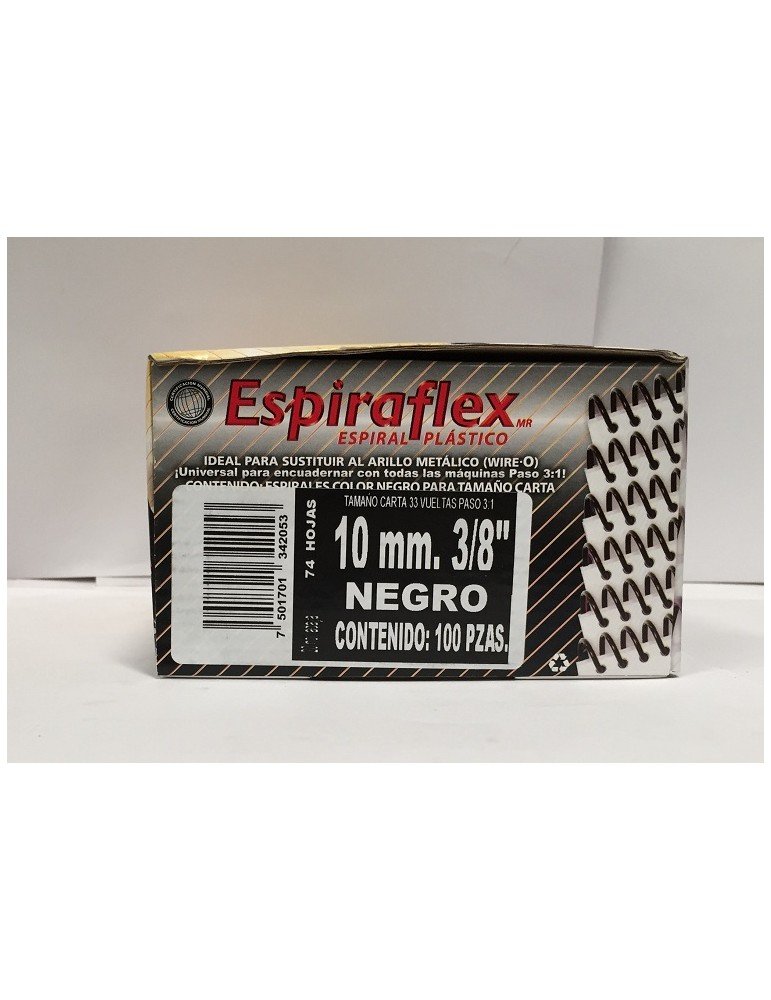 CERTIFICACION MUNDIAL
Espiraflex MR
ESPIRAL PLÁSTICO
IDEAL PARA SUSTITUIR AL ARILLO METÁLICO (WIRE·O)
¡Universal para encuadernar con todas las máquinas Paso 3:1!
CONTENIDO: ESPIRALES COLOR NEGRO PARA TAMAÑO CARTA
TAMAÑO CARTA 33 VUELTAS PASO 3.1
10 mm. 3/8"
NEGRO
CONTENIDO: 100 PZAS.
74 HOJAS
7 501701 342053